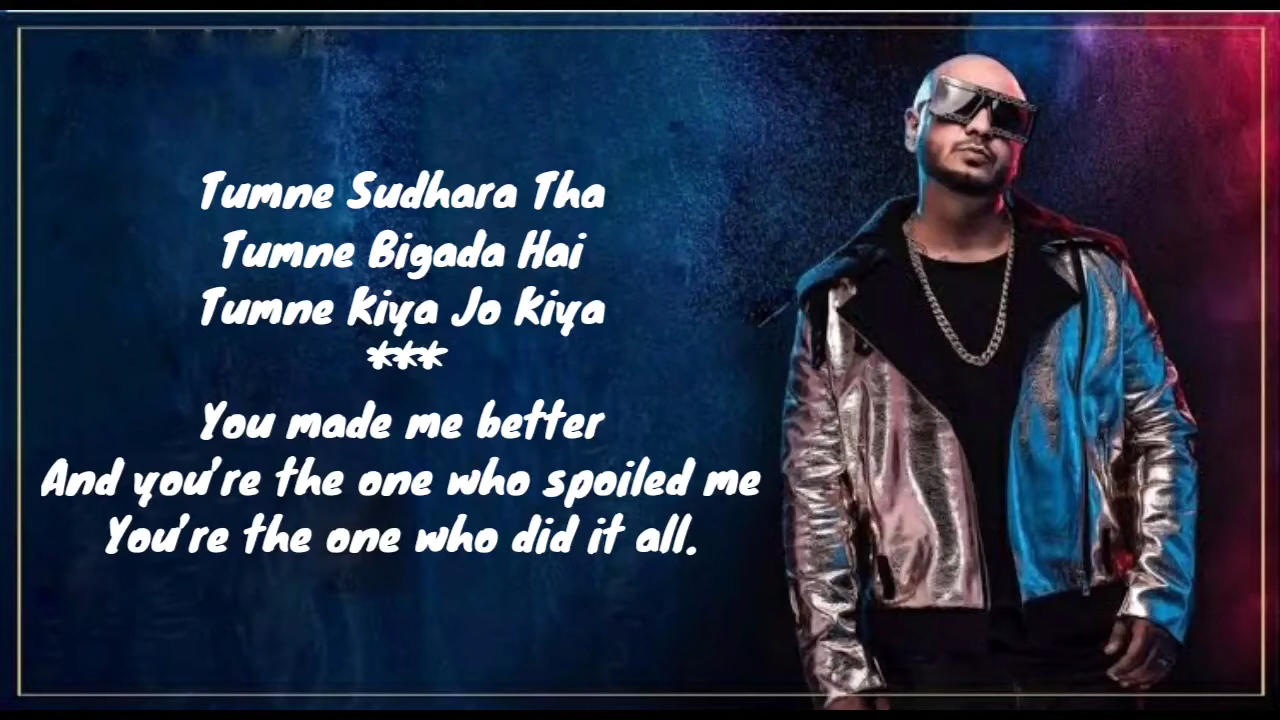 Tumne Sudhara Tha
Tumne Bigada Hai
Tumne Kiya Jo Kiya
***
You made me better
And you're the one who spoiled me
You're the one who did it all.